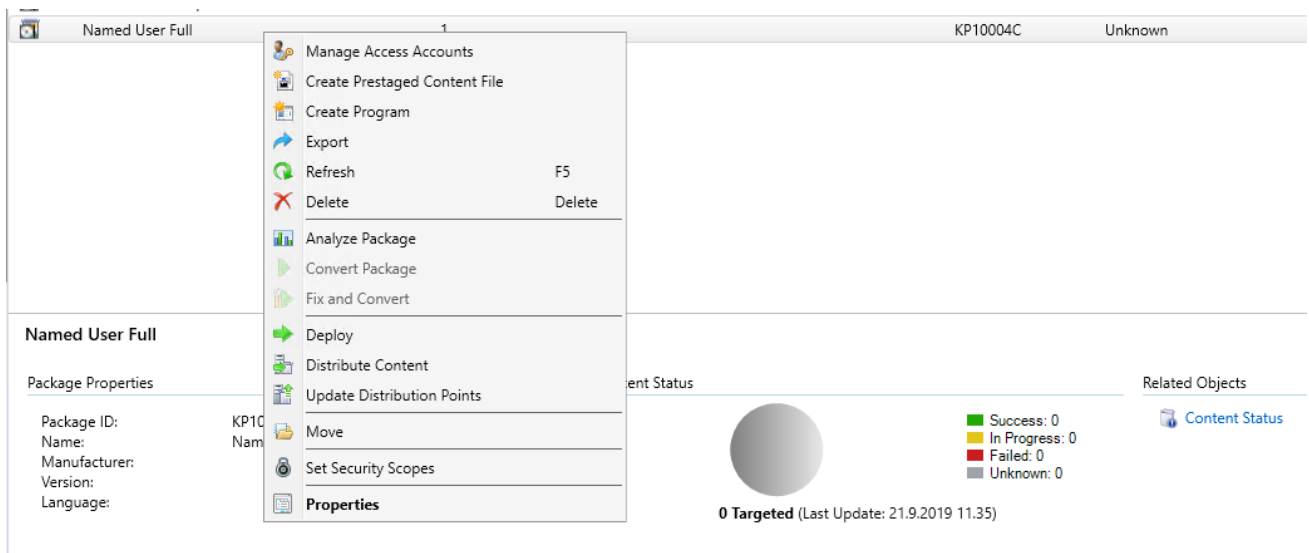 Named User Full 1 KP10004C Unknown
Manage Access Accounts
Create Prestaged Content File
Create Program
Export
Refresh F5
Delete Delete
Analyze Package
Convert Package
Fix and Convert
Deploy
Distribute Content
Update Distribution Points
Move
Set Security Scopes
Properties
Named User Full
Package Properties
Package ID: KP10
Name: Nam
Manufacturer:
Version:
Language:
ent Status
Success: 0
In Progress: 0
Failed: 0
Unknown: 0
0 Targeted (Last Update: 21.9.2019 11.35)
Related Objects
Content Status